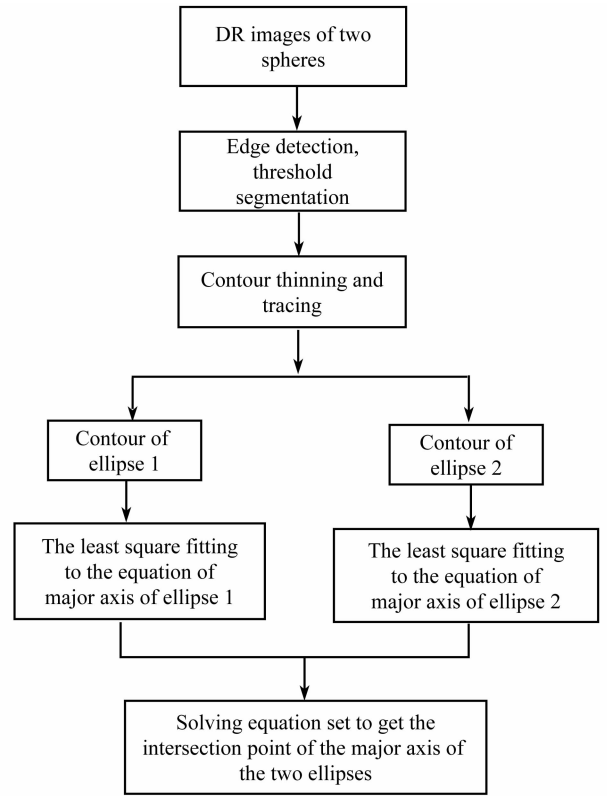 DR images of two
spheres
Edge detection,
threshold
segmentation
Contour thinning and
tracing
Contour of
ellipse 1
Contour of
ellipse 2
The least square fitting
to the equation of
major axis of ellipse 1
The least square fitting
to the equation of
major axis of ellipse 2
Solving equation set to get the
intersection point of the major axis of
the two ellipses